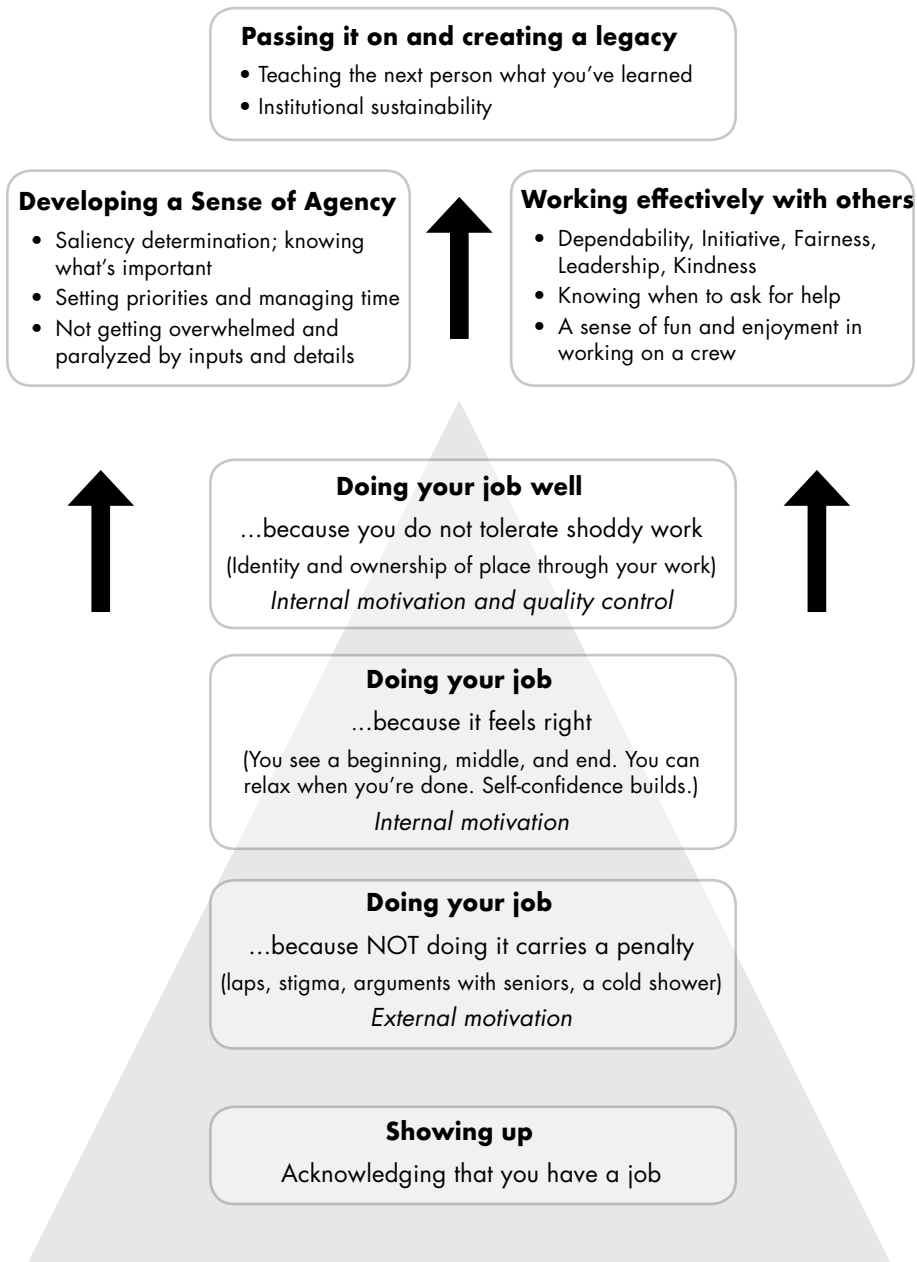 Passing it on and creating a legacy
• Teaching the next person what you've learned
• Institutional sustainability
Developing a Sense of Agency
• Saliency determination; knowing
what's important
• Setting priorities and managing time
• Not getting overwhelmed and
paralyzed by inputs and details
Working effectively with others
• Dependability, Initiative, Fairness,
Leadership, Kindness
• Knowing when to ask for help
• A sense of fun and enjoyment in
working on a crew
Doing your job well
...because you do not tolerate shoddy work
(Identity and ownership of place through your work)
Internal motivation and quality control
Doing your job
...because it feels right
(You see a beginning, middle, and end. You can
relax when you're done. Self-confidence builds.)
Internal motivation
Doing your job
...because NOT doing it carries a penalty
(laps, stigma, arguments with seniors, a cold shower)
External motivation
Showing up
Acknowledging that you have a job